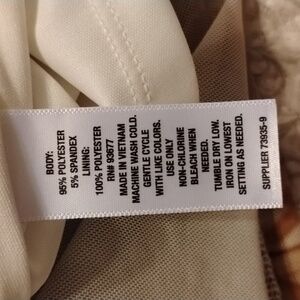 BODY:
95% POLYESTER
5% SPANDEX
LINING:
100% POLYESTER
RN# 93677
MADE IN VIETNAM
MACHINE WASH COLD.
GENTLE CYCLE
WITH LIKE COLORS.
USE ONLY
NON-CHLORINE
BLEACH WHEN
NEEDED.
TUMBLE DRY LOW.
IRON ON LOWEST
SETTING AS NEEDED.
SUPPLIER 73935-9